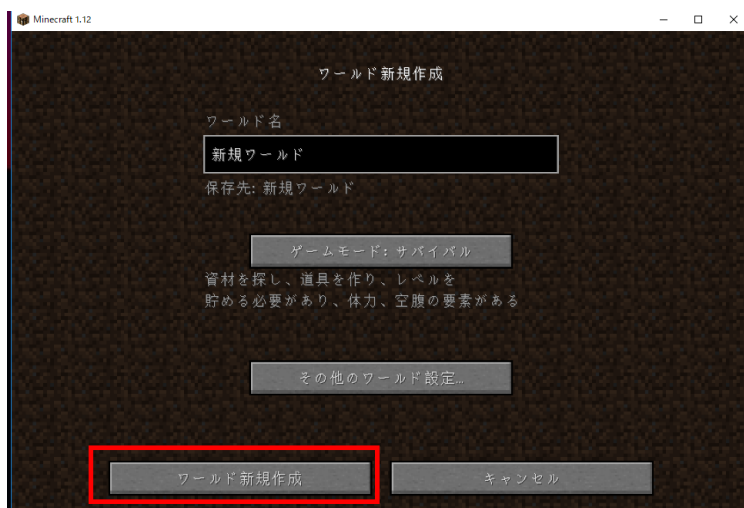 Minecraft 1.12
ワールド新規作成
ワールド名
新規ワールド
保存先: 新規ワールド
ゲームモード: サバイバル
資材を探し、道具を作り、レベルを
貯める必要があり、体力、空腹の要素がある
その他のワールド設定...
ワールド新規作成
キャンセル